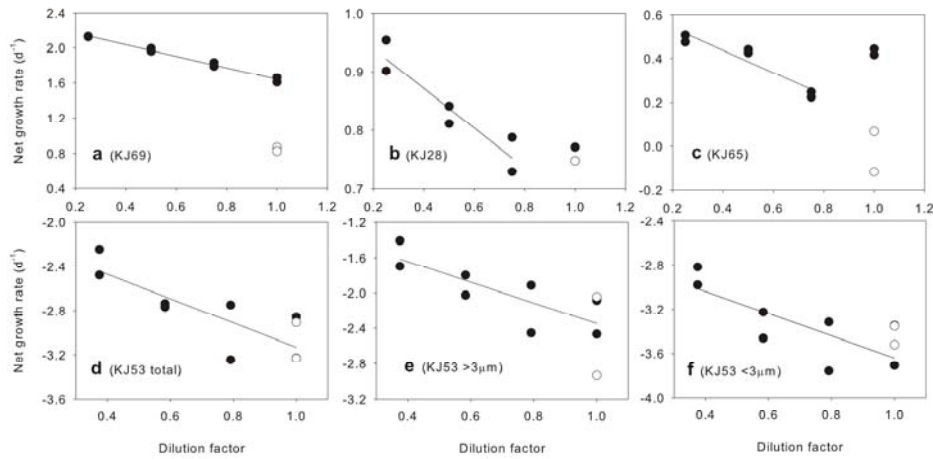 2.4
2.0
1.6
1.2
0.8
0.4
Net growth rate (d⁻¹)
a (KJ69)
0.2 0.4 0.6 0.8 1.0 1.2
1.0
0.9
0.8
0.7
b (KJ28)
0.2 0.4 0.6 0.8 1.0 1.2
0.6
0.4
0.2
0.0
-0.2
c (KJ65)
0.2 0.4 0.6 0.8 1.0 1.2
-2.0
-2.4
-2.8
-3.2
-3.6
Net growth rate (d⁻¹)
d (KJ53 total)
0.4 0.6 0.8 1.0
Dilution factor
-1.2
-1.6
-2.0
-2.4
-2.8
-3.2
e (KJ53 >3μm)
0.4 0.6 0.8 1.0
Dilution factor
-2.4
-2.8
-3.2
-3.6
-4.0
f (KJ53 <3μm)
0.4 0.6 0.8 1.0
Dilution factor